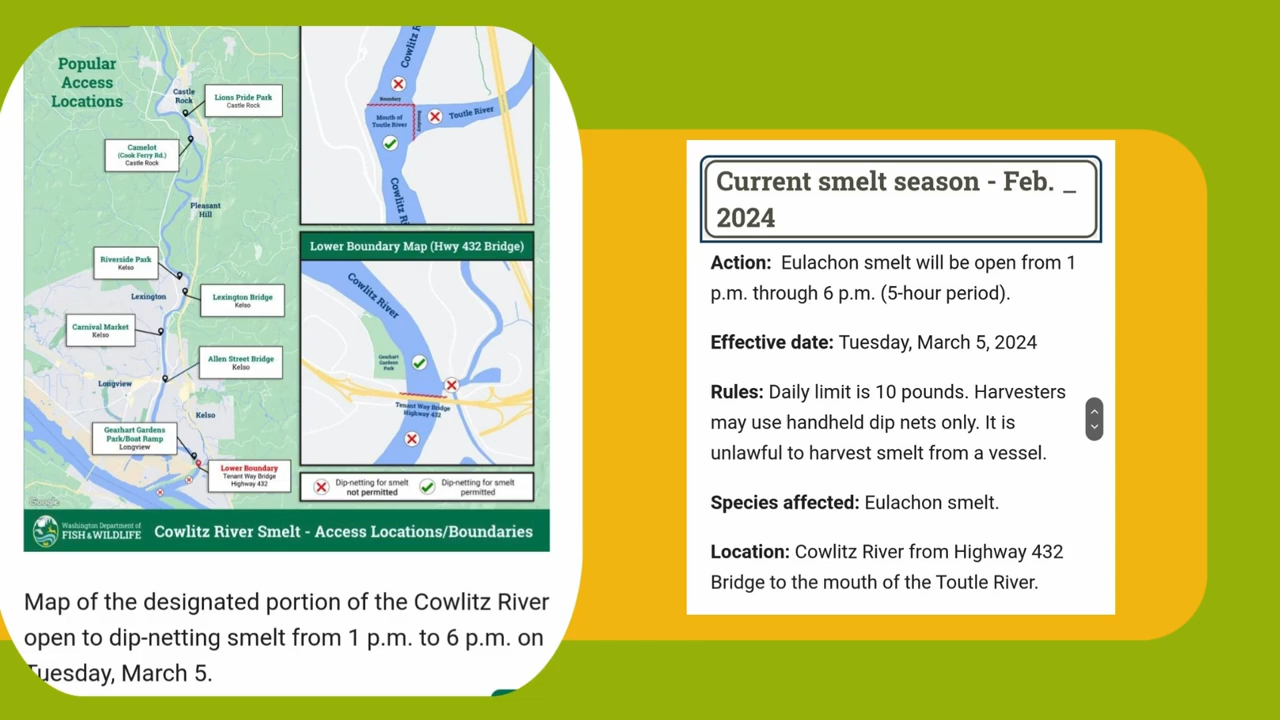 Popular
Access
Locations
Castle
Rock
Lions Pride Park
Castle Rock
Camelot
(Cook Ferry Rd.)
Castle Rock
Pleasant
Hill
Riverside Park
Kelso
Lexington
Lexington Bridge
Kelso
Carnival Market
Kelso
Allen Street Bridge
Kelso
Longview
Kelso
Gearhart Gardens
Park/Boat Ramp
Longview
Lower Boundary
Tenant Way Bridge
Highway 432
Google
Cowlitz R
Boundary
Mouth of
Toutle River
Boundary
Toutle River
Cowlitz Ri
Lower Boundary Map (Hwy 432 Bridge)
Cowlitz River
Gearhart
Gardens
Park
Tenant Way Bridge
Highway 432
Dip-netting for smelt
not permitted
Dip-netting for smelt
permitted
Washington Department of
FISH & WILDLIFE
Cowlitz River Smelt - Access Locations/Boundaries
Map of the designated portion of the Cowlitz River
open to dip-netting smelt from 1 p.m. to 6 p.m. on
Tuesday, March 5.
Current smelt season - Feb. _
2024
Action: Eulachon smelt will be open from 1
p.m. through 6 p.m. (5-hour period).
Effective date: Tuesday, March 5, 2024
Rules: Daily limit is 10 pounds. Harvesters
may use handheld dip nets only. It is
unlawful to harvest smelt from a vessel.
Species affected: Eulachon smelt.
Location: Cowlitz River from Highway 432
Bridge to the mouth of the Toutle River.